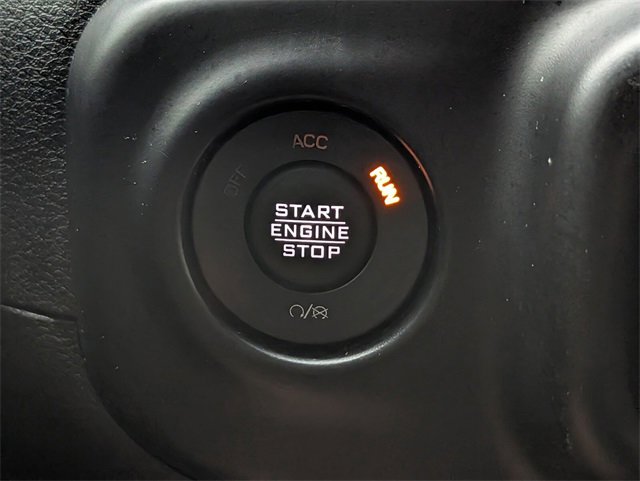 ACC
OFF
RUN
START
ENGINE
STOP